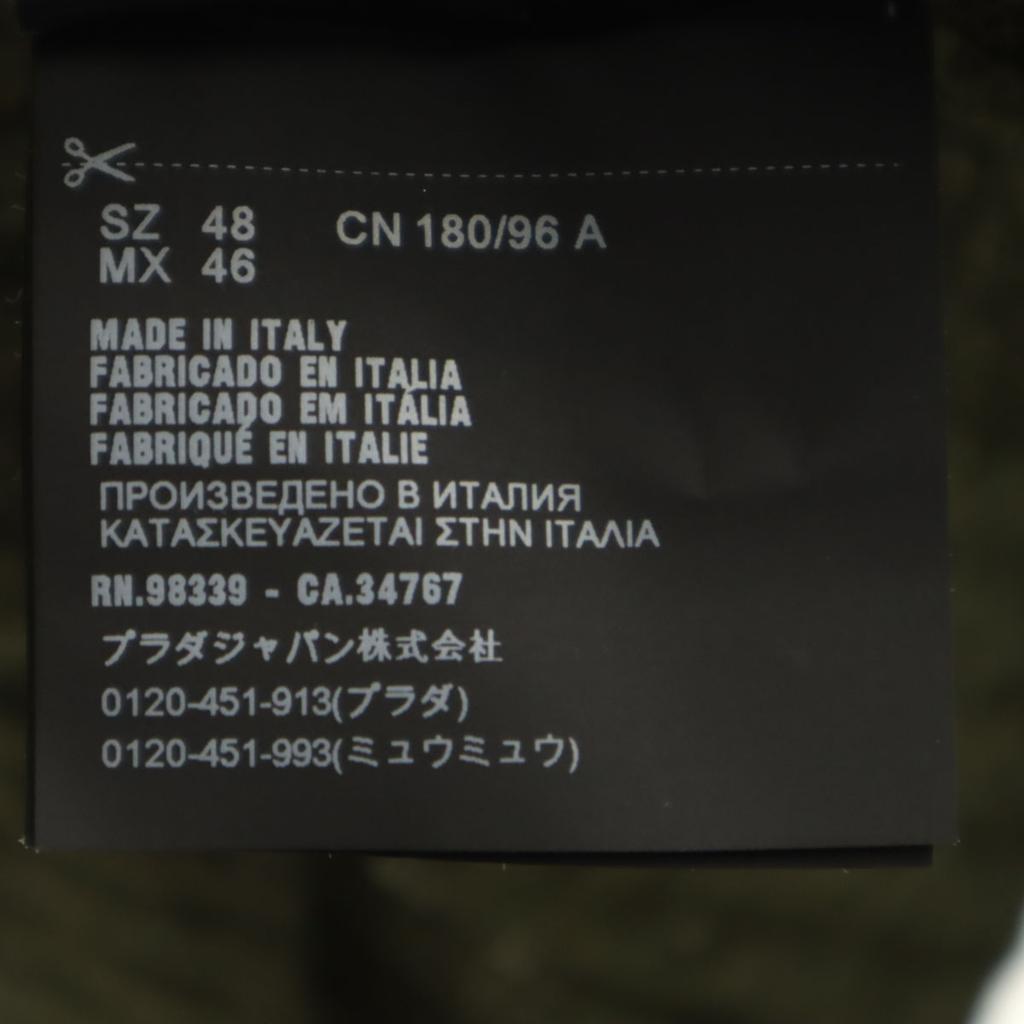 SZ 48 CN 180/96 A
MX 46
MADE IN ITALY
FABRICADO EN ITALIA
FABRICADO EM ITÁLIA
FABRIQUÉ EN ITALIE
ПРОИЗВЕДЕНО В ИТАЛИЯ
ΚΑΤΑΣΚΕΥΑΖΕΤΑΙ ΣΤΗΝ ΙΤΑΛΙΑ
RN.98339 - CA.34767
プラダジャパン株式会社
0120-451-913(プラダ)
0120-451-993(ミュウミュウ)